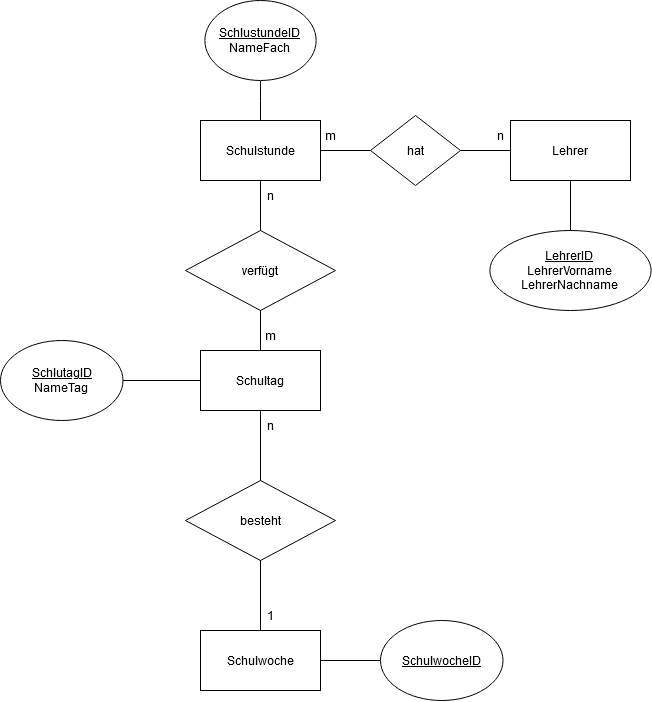 SchlustundeID
NameFach
Schulstunde
m
hat
n
Lehrer
n
LehrerID
LehrerVorname
LehrerNachname
verfügt
m
SchlutagID
NameTag
Schultag
n
besteht
1
Schulwoche
SchulwocheID